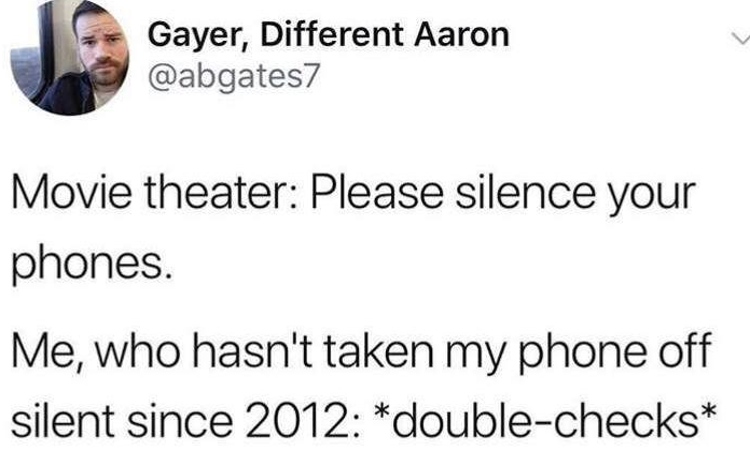 Gayer, Different Aaron
@abgates7
Movie theater: Please silence your
phones.
Me, who hasn't taken my phone off
silent since 2012: *double-checks*